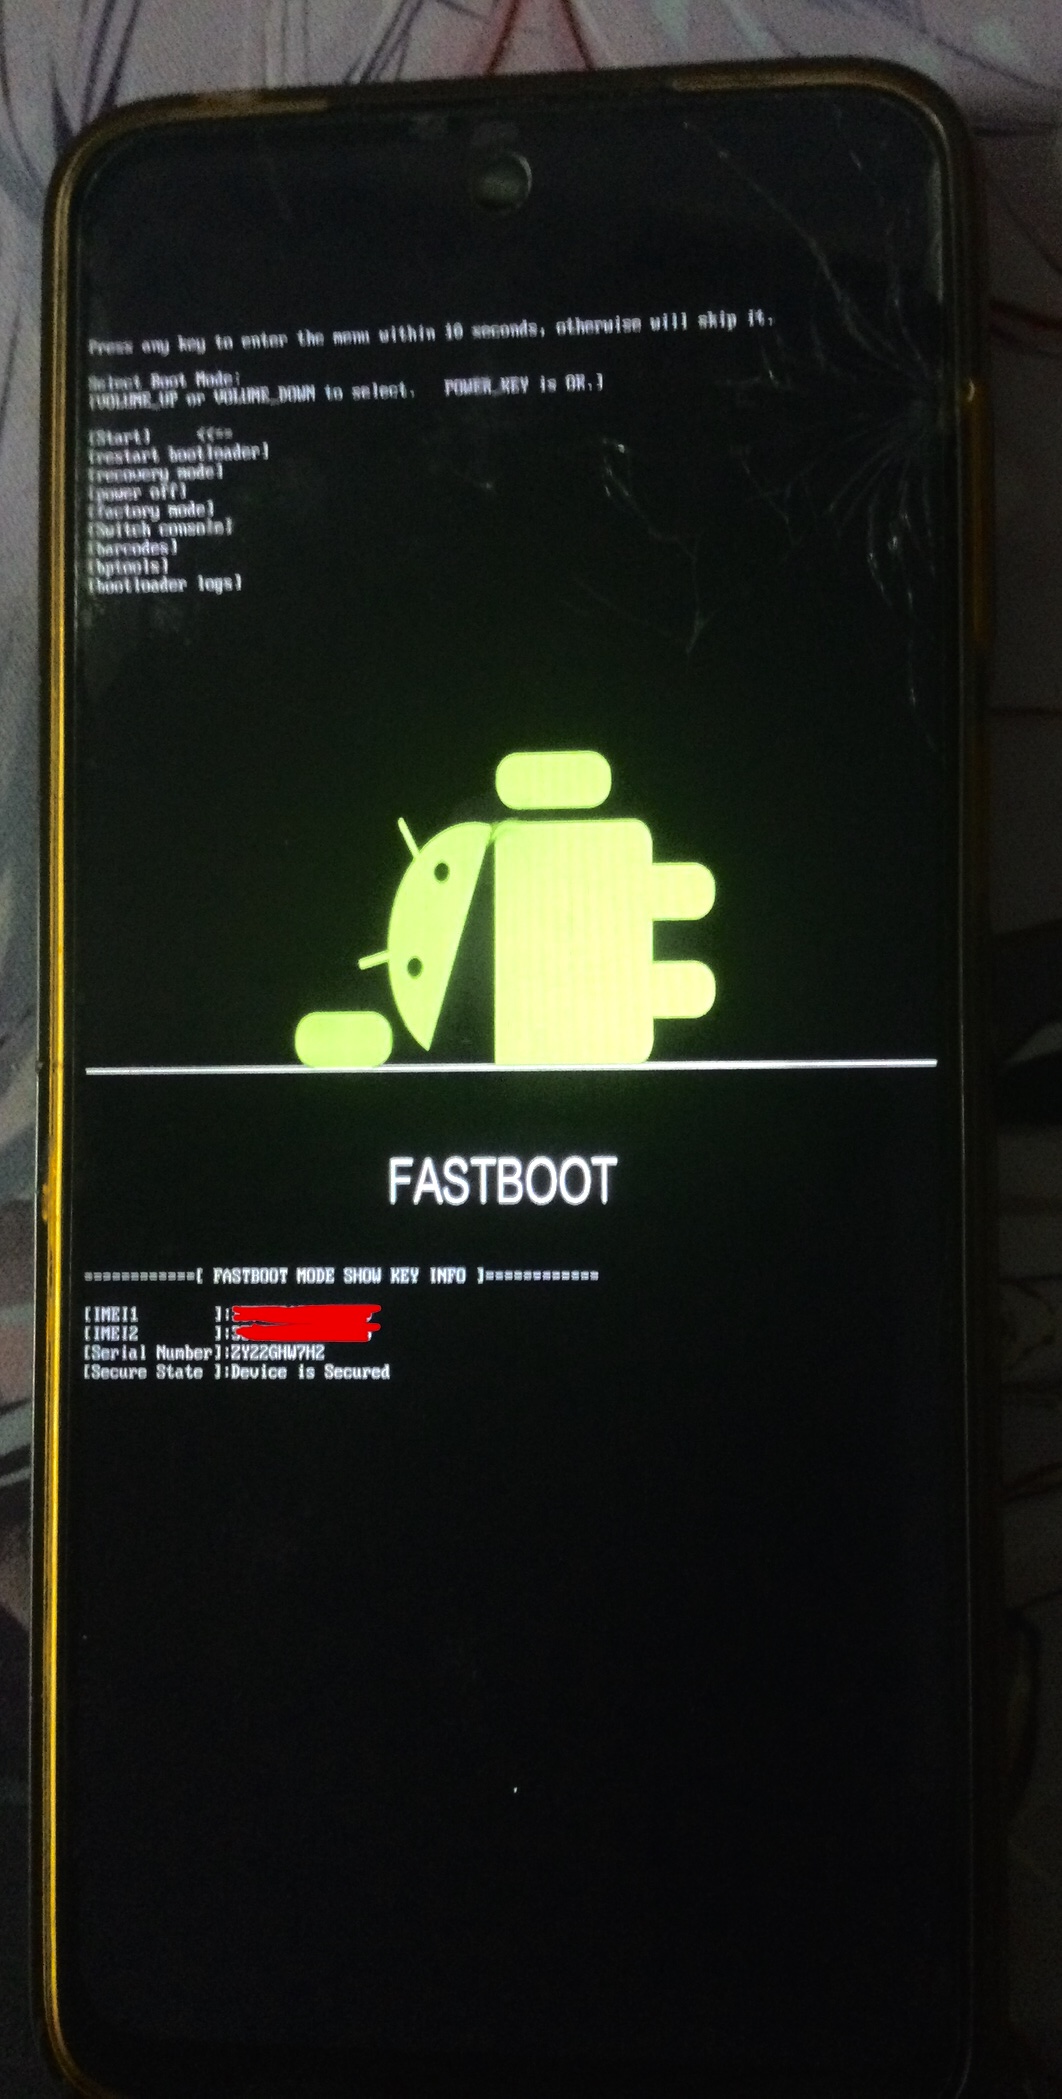 Press any key to enter the menu within 10 seconds, otherwise will skip it.
Select Boot Mode:
[VOLUME_UP or VOLUME_DOWN to select. POWER_KEY is OK.]
[Start] <<==
[restart bootloader]
[recovery mode]
[power off]
[factory mode]
[Switch console]
[barcodes]
[bptools]
[bootloader logs]
FASTBOOT
============[ FASTBOOT MODE SHOW KEY INFO ]============
[IMEI1 ]:
[IMEI2 ]:
[Serial Number]:ZY22GHW7H2
[Secure State ]:Device is Secured